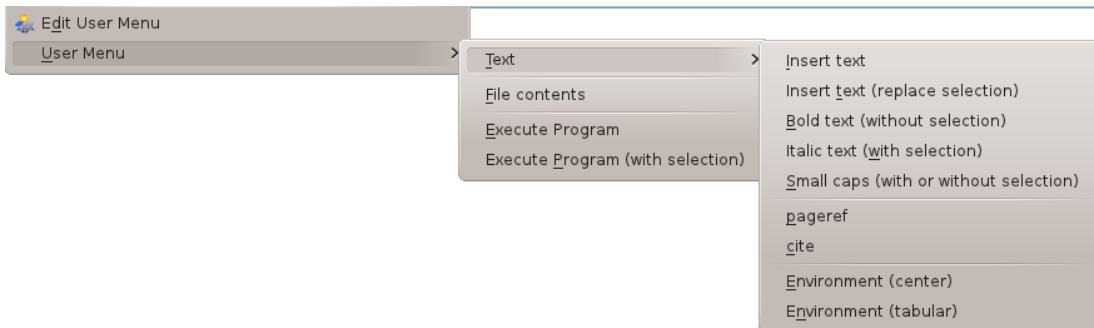 Edit User Menu
User Menu
Text
File contents
Execute Program
Execute Program (with selection)
Insert text
Insert text (replace selection)
Bold text (without selection)
Italic text (with selection)
Small caps (with or without selection)
pageref
cite
Environment (center)
Environment (tabular)